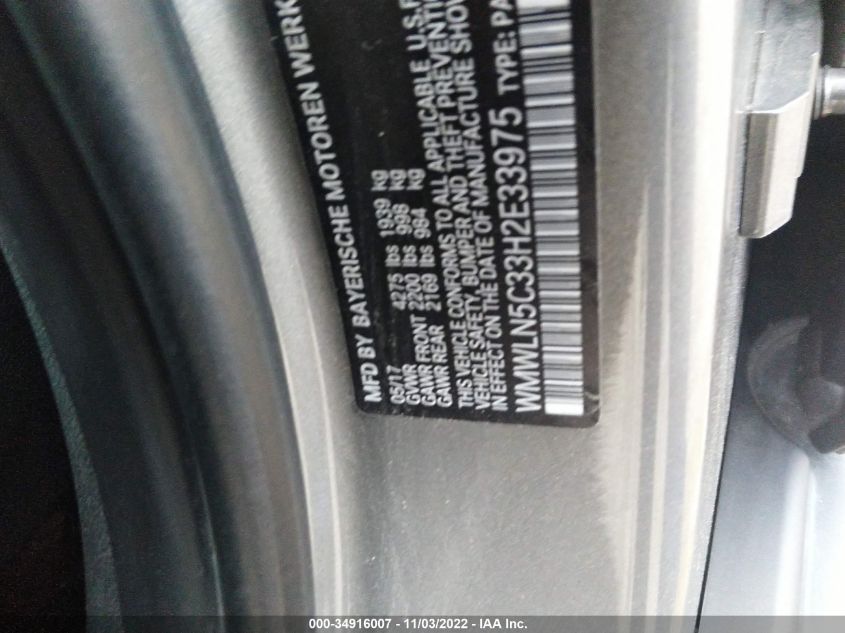 MFD BY BAYERISCHE MOTOREN WERK
05/17
GVWR 4275 lbs 1939 kg
GAWR FRONT 2200 lbs 998 kg
GAWR REAR 2169 lbs 984 kg
THIS VEHICLE CONFORMS TO ALL APPLICABLE U.S.F
VEHICLE SAFETY, BUMPER AND THEFT PREVENTI
IN EFFECT ON THE DATE OF MANUFACTURE SHOW
WMWLN5C33H2E33975 TYPE: PA
000-34916007 - 11/03/2022 - IAA Inc.